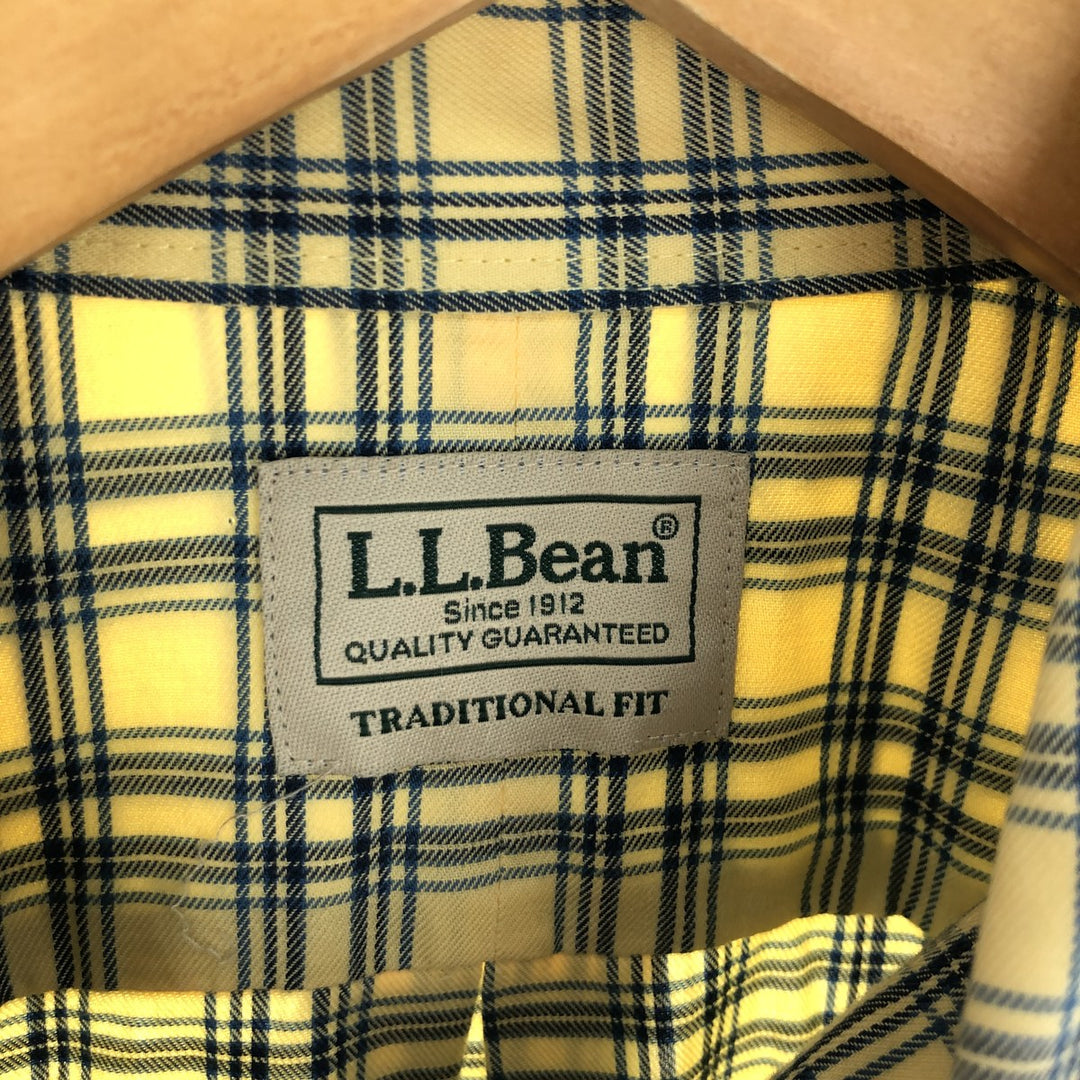 L.L.Bean®
Since 1912
QUALITY GUARANTEED
TRADITIONAL FIT